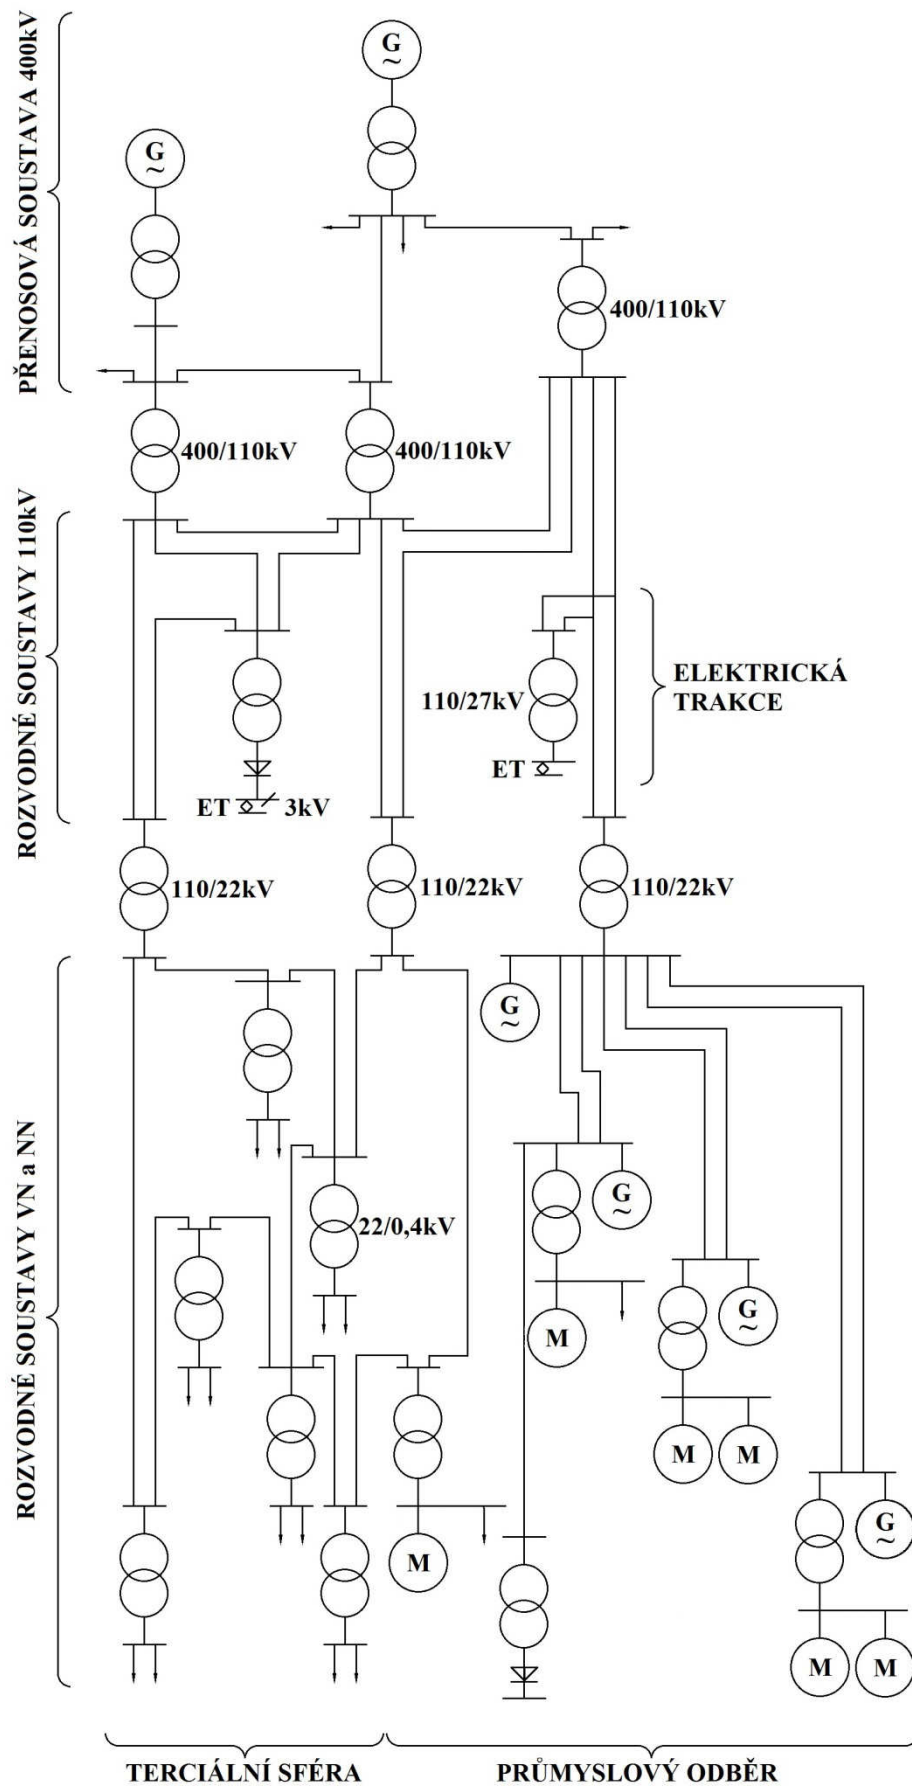 PŘENOSOVÁ SOUSTAVA 400kV
G
~
G
~
400/110kV
400/110kV
400/110kV
ROZVODNÉ SOUSTAVY 110kV
ELEKTRICKÁ
TRAKCE
110/27kV
ET
ET
3kV
110/22kV
110/22kV
110/22kV
ROZVODNÉ SOUSTAVY VN a NN
G
~
G
~
22/0,4kV
G
~
M
M
M
G
~
M
M
M
TERCIÁLNÍ SFÉRA
PRŮMYSLOVÝ ODBĚR